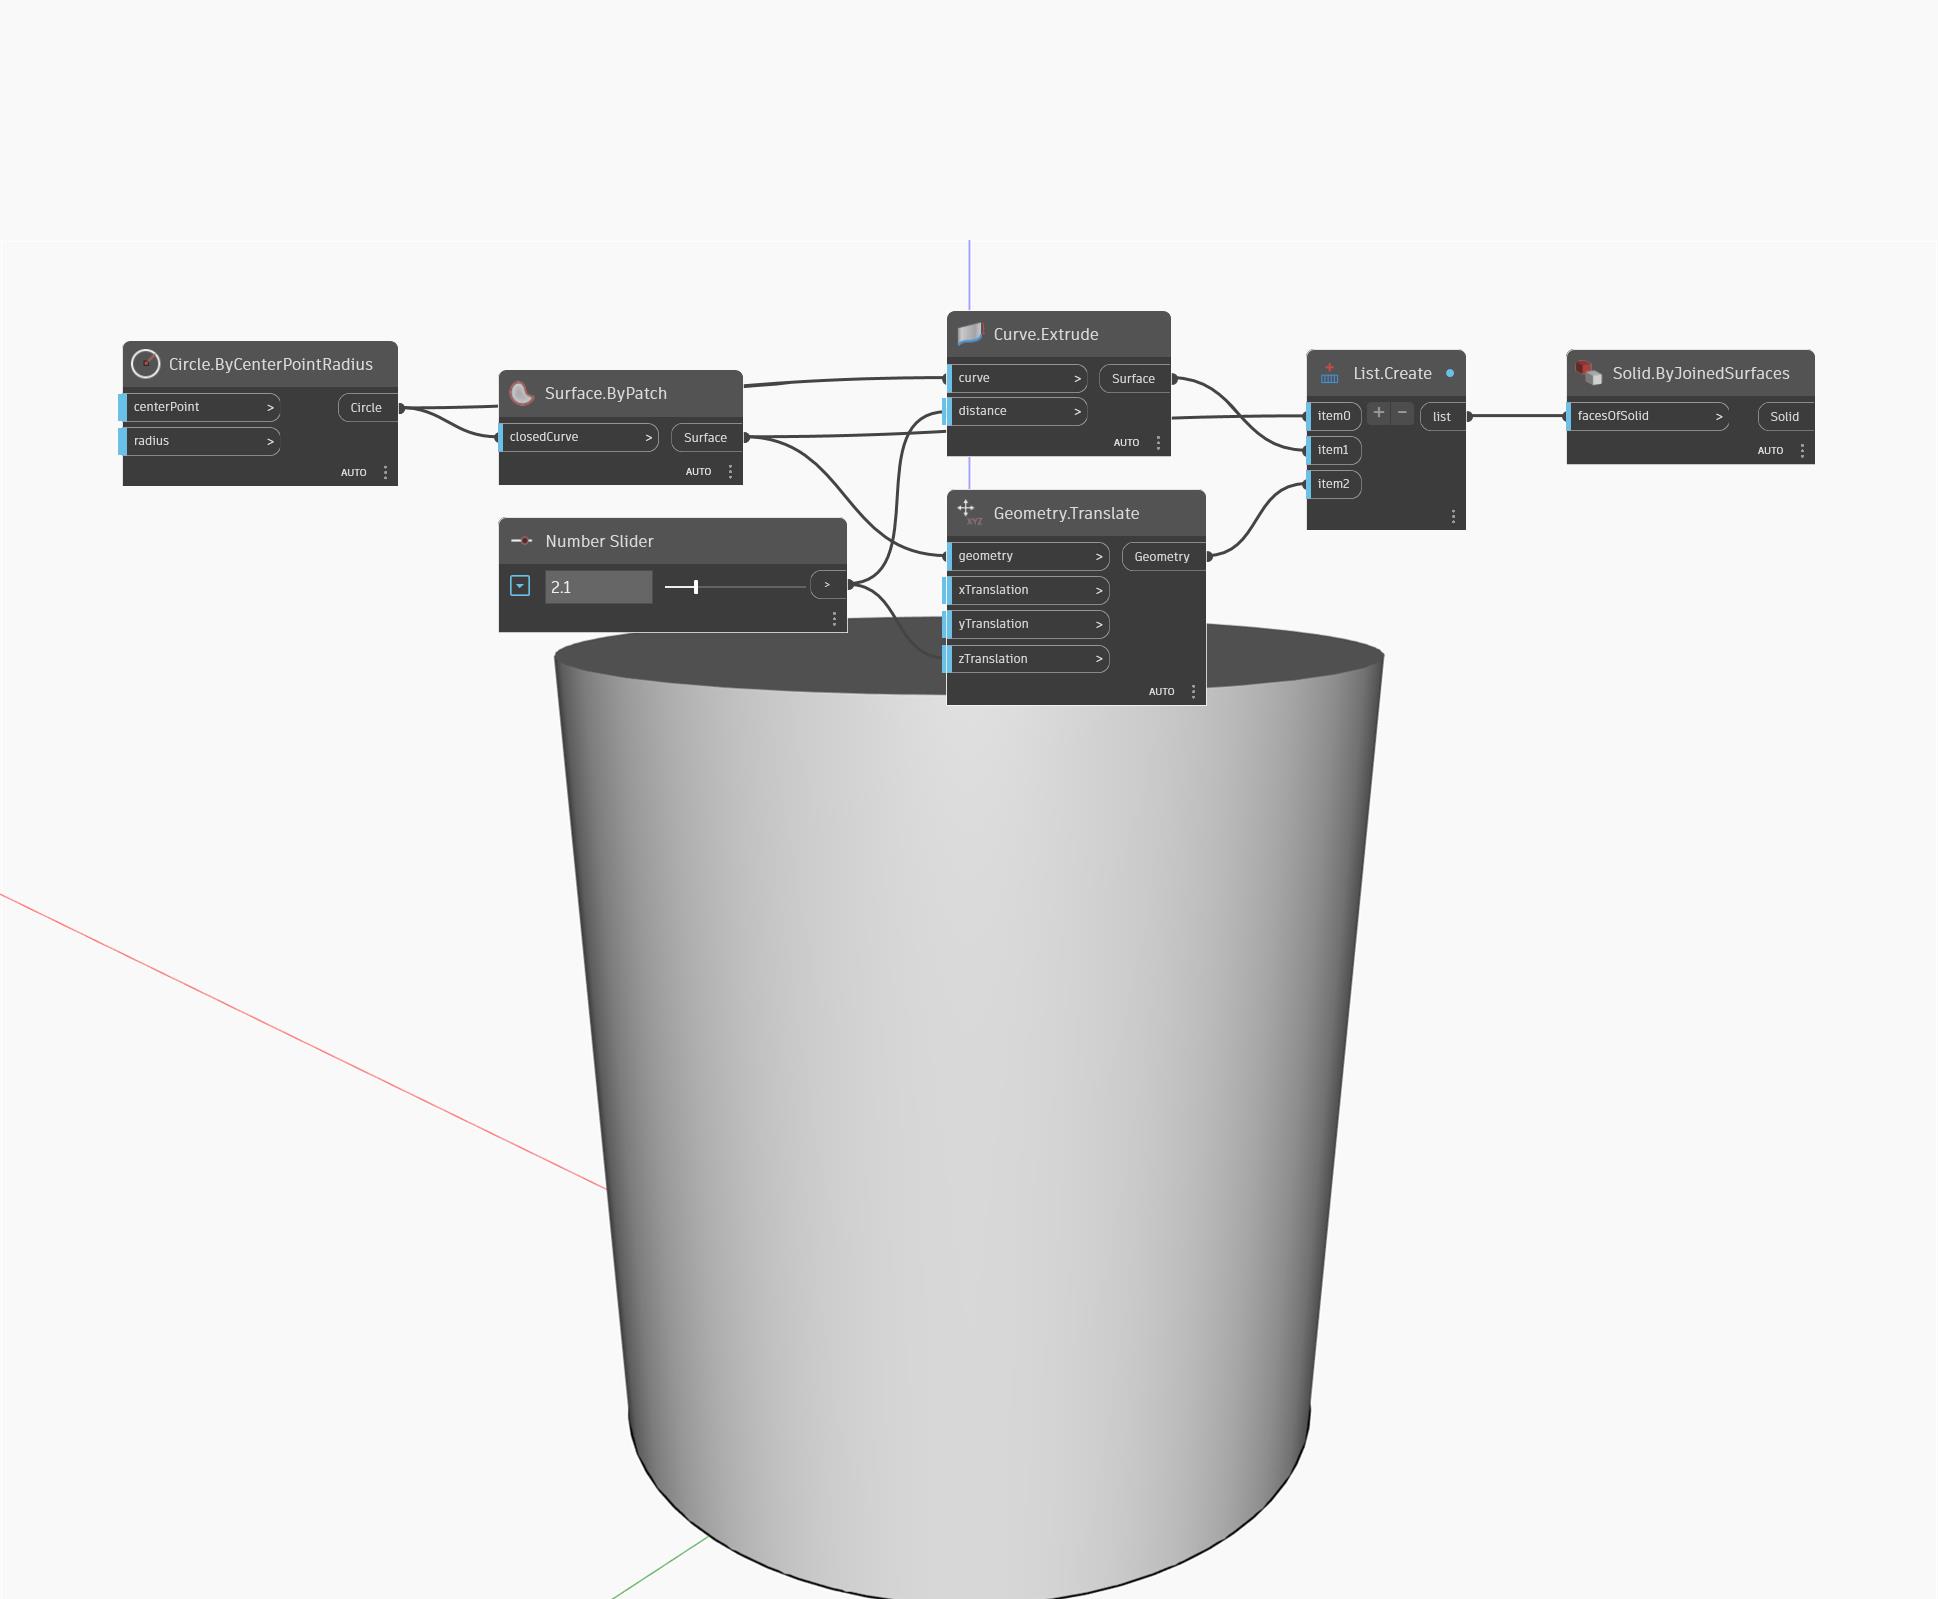 Circle.ByCenterPointRadius
centerPoint >
Circle
radius >
AUTO
Surface.ByPatch
closedCurve >
Surface
AUTO
Number Slider
2.1
>
Curve.Extrude
curve >
Surface
distance >
AUTO
Geometry.Translate
XYZ
geometry >
Geometry
xTranslation >
yTranslation >
zTranslation >
AUTO
List.Create
item0
+ −
list
item1
item2
Solid.ByJoinedSurfaces
facesOfSolid >
Solid
AUTO